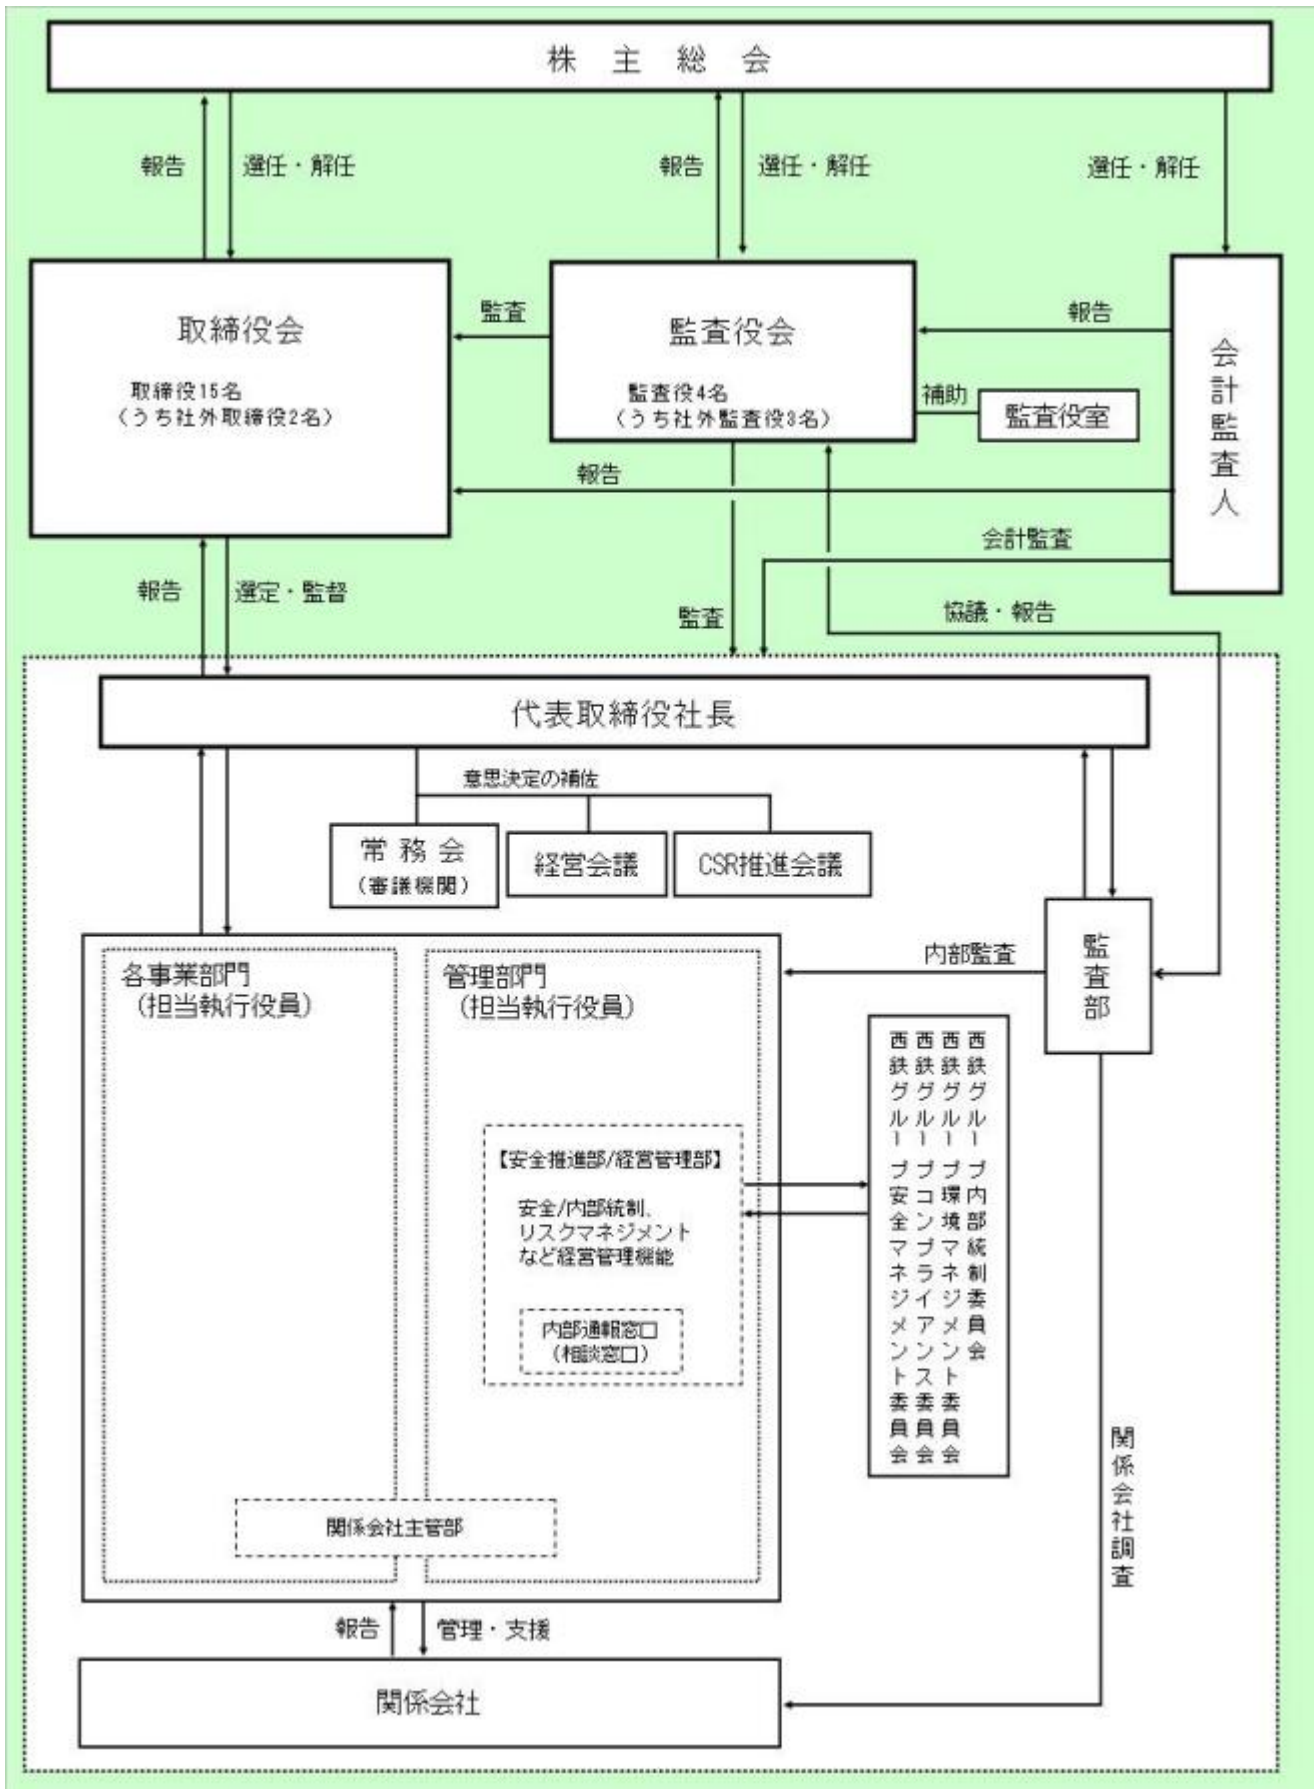 株主総会
報告
選任・解任
報告
選任・解任
選任・解任
取締役会
取締役15名
（うち社外取締役2名）
監査
監査役会
監査役4名
（うち社外監査役3名）
報告
補助
監査役室
会計監査人
報告
会計監査
協議・報告
報告
選定・監督
監査
代表取締役社長
意思決定の補佐
常務会
（審議機関）
経営会議
CSR推進会議
各事業部門
（担当執行役員）
管理部門
（担当執行役員）
内部監査
監査部
【安全推進部/経営管理部】
安全/内部統制、
リスクマネジメント
など経営管理機能
内部通報窓口
（相談窓口）
西鉄グループ内部統制委員会
西鉄グループ環境マネジメント委員会
西鉄グループコンプライアンス委員会
西鉄グループ安全マネジメント委員会
関係会社主管部
関係会社調査
報告
管理・支援
関係会社